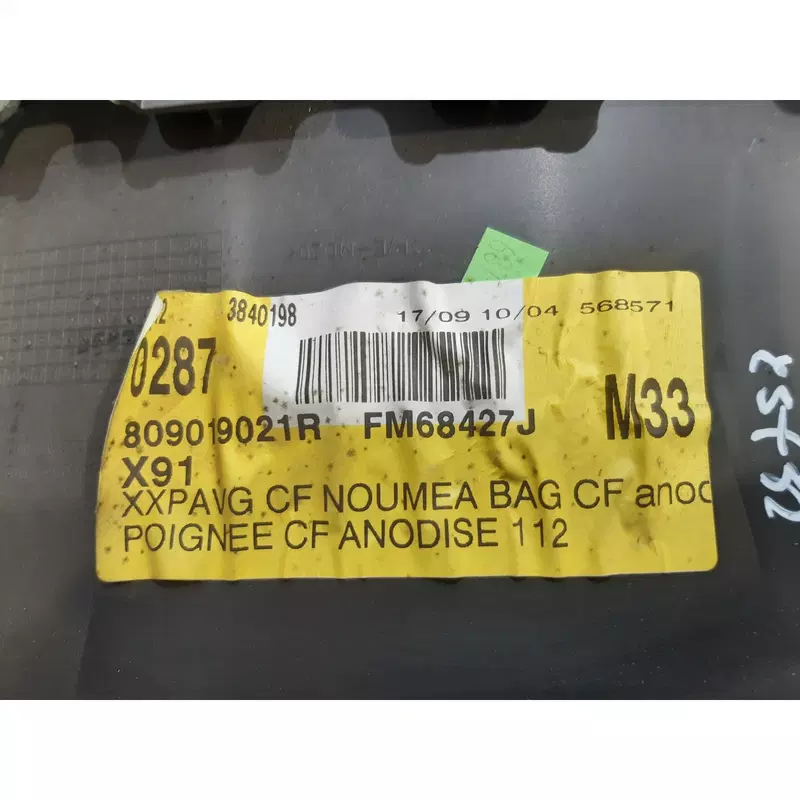 3840198
17/09 10/04 568571
0287
809019021R FM68427J M33
X91
XXPAVG CF NOUMEA BAG CF anod
POIGNEE CF ANODISE 112